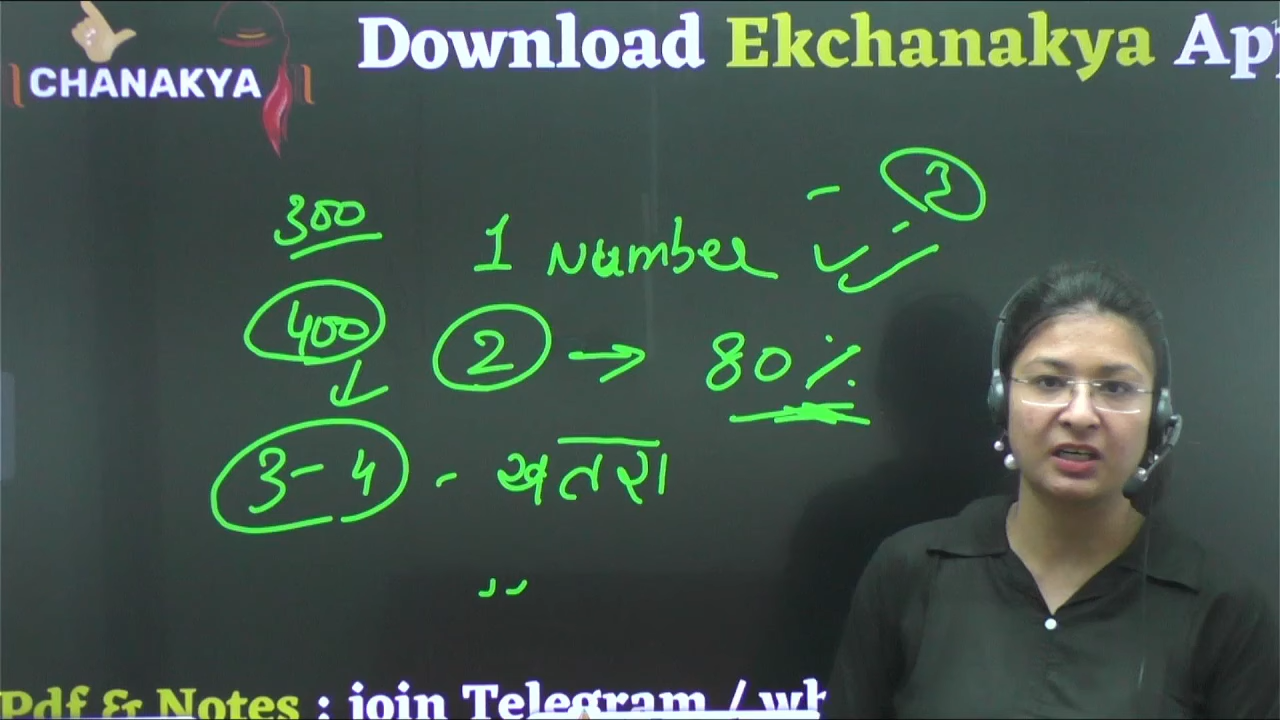 Download Ekchanakya Ap
CHANAKYA
3
300
1 Number
400
2 → 80%
3-4 - खतरा
Pdf & Notes : join Telegram / wh